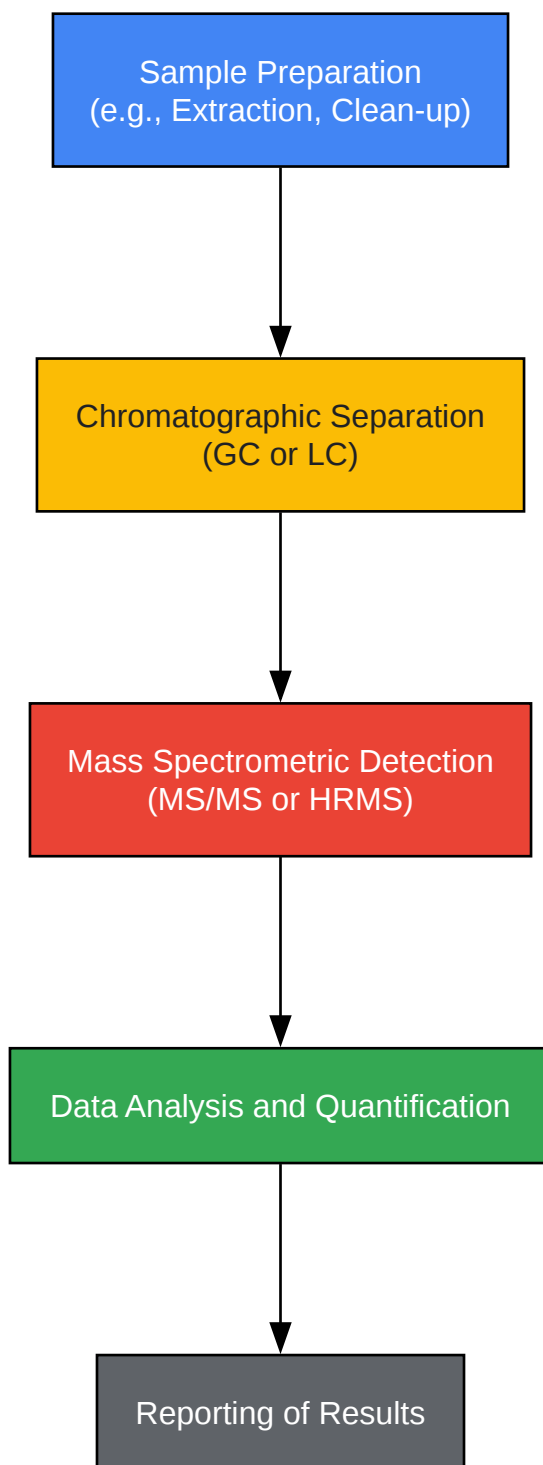 Sample Preparation
(e.g., Extraction, Clean-up)
Chromatographic Separation
(GC or LC)
Mass Spectrometric Detection
(MS/MS or HRMS)
Data Analysis and Quantification
Reporting of Results